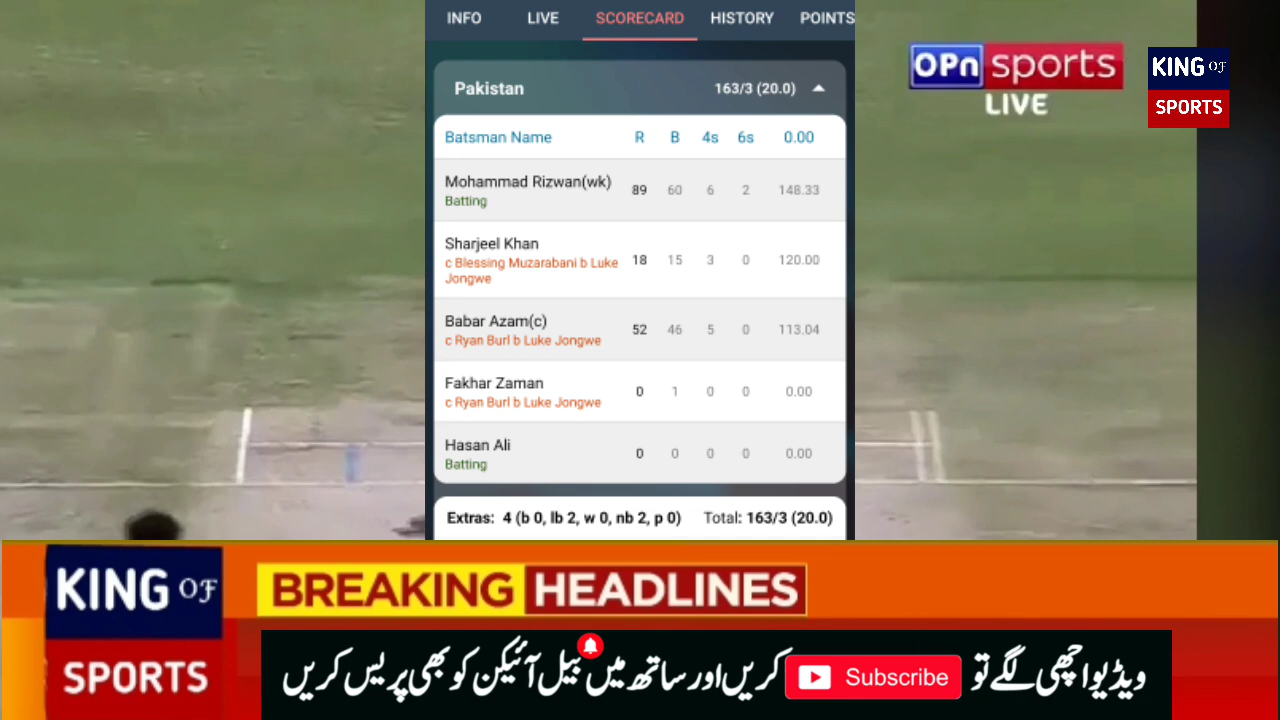 INFO LIVE SCORECARD HISTORY POINTS
OPn sports
LIVE
KING OF
SPORTS
Pakistan 163/3 (20.0)
Batsman Name R B 4s 6s 0.00
Mohammad Rizwan(wk) 89 60 6 2 148.33
Batting
Sharjeel Khan 18 15 3 0 120.00
c Blessing Muzarabani b Luke
Jongwe
Babar Azam(c) 52 46 5 0 113.04
c Ryan Burl b Luke Jongwe
Fakhar Zaman 0 1 0 0 0.00
c Ryan Burl b Luke Jongwe
Hasan Ali 0 0 0 0 0.00
Batting
Extras: 4 (b 0, lb 2, w 0, nb 2, p 0) Total: 163/3 (20.0)
KING OF
SPORTS
BREAKING HEADLINES
ویڈیو اچھی لگے تو Subscribe کریں اور ساتھ میں بیل آئیکن کو بھی پریس کریں